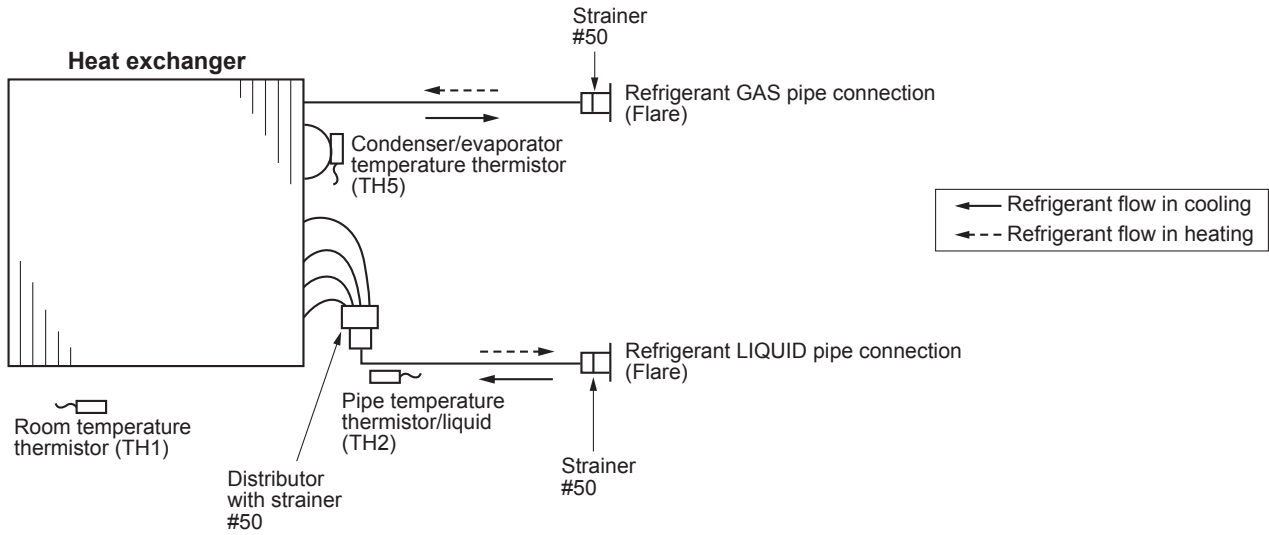 Strainer
#50
Heat exchanger
Refrigerant GAS pipe connection
(Flare)
Condenser/evaporator
temperature thermistor
(TH5)
Refrigerant flow in cooling
Refrigerant flow in heating
Refrigerant LIQUID pipe connection
(Flare)
Pipe temperature
thermistor/liquid
(TH2)
Room temperature
thermistor (TH1)
Strainer
#50
Distributor
with strainer
#50